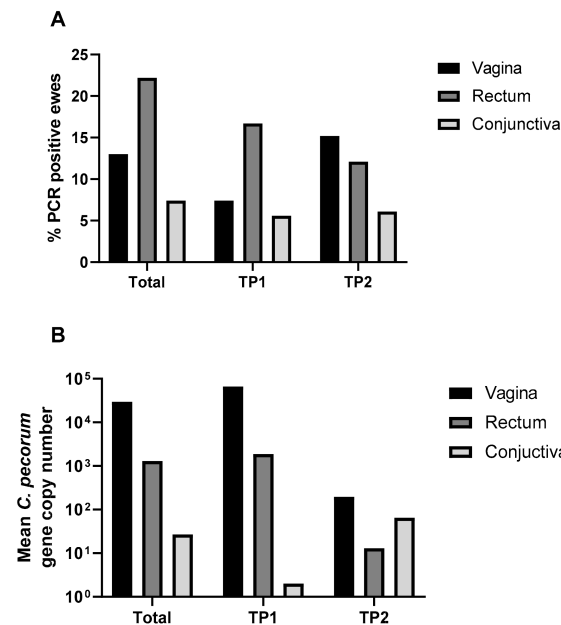 A
25
20
15
10
5
0
% PCR positive ewes
Total TP1 TP2
Vagina
Rectum
Conjunctiva
B
10⁵
10⁴
10³
10²
10¹
10⁰
Mean C. pecorum
gene copy number
Total TP1 TP2
Vagina
Rectum
Conjuctiva